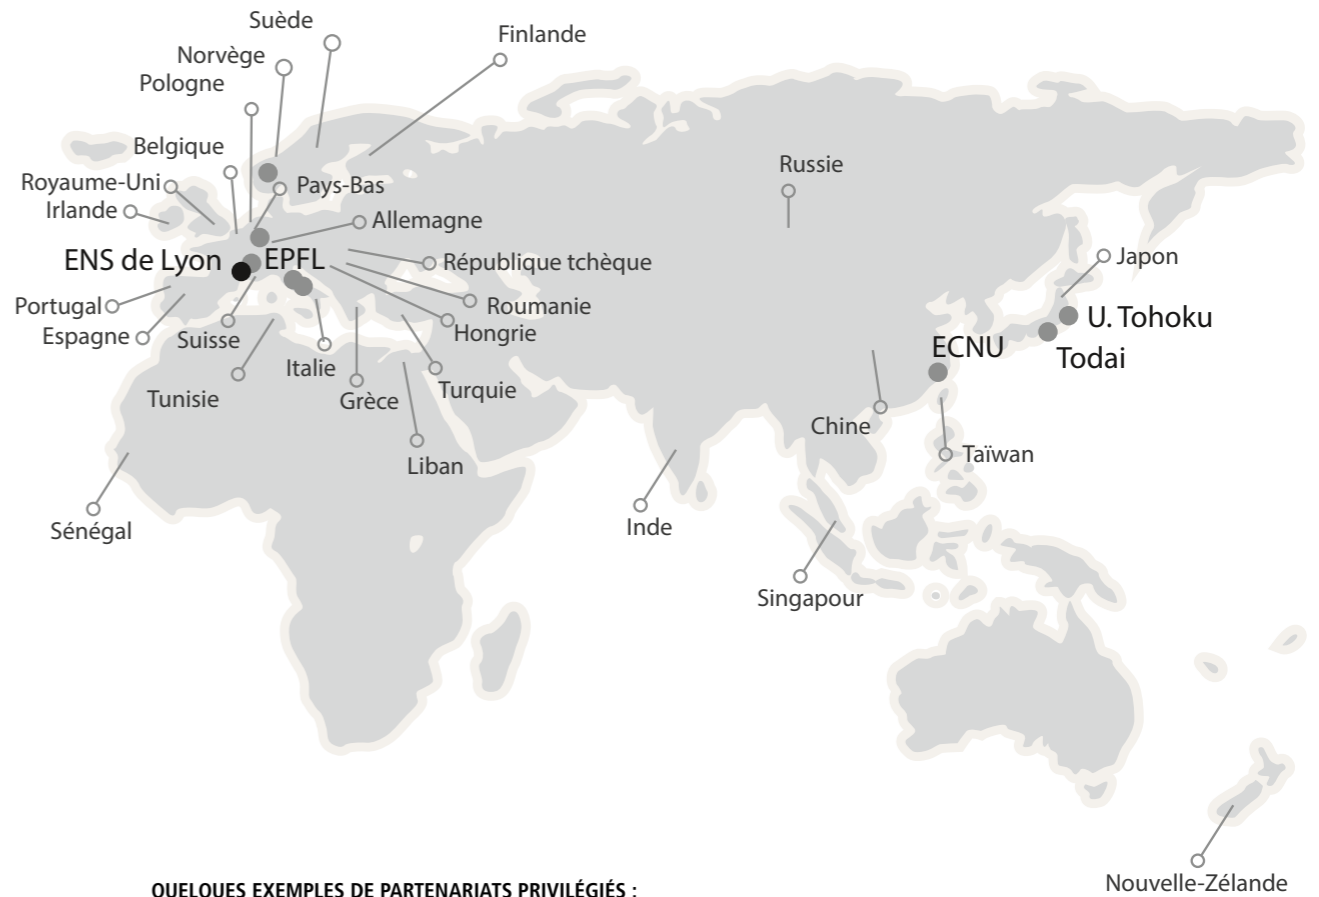 Suède
Finlande
Norvège
Pologne
Belgique
Russie
Royaume-Uni
Pays-Bas
Irlande
Allemagne
ENS de Lyon
EPFL
République tchèque
Japon
Portugal
Roumanie
U. Tohoku
Espagne
Suisse
Hongrie
ECNU
Todai
Italie
Tunisie
Grèce
Turquie
Chine
Taïwan
Liban
Sénégal
Inde
Singapour
Nouvelle-Zélande
QUELQUES EXEMPLES DE PARTENARIATS PRIVILÉGIÉS :